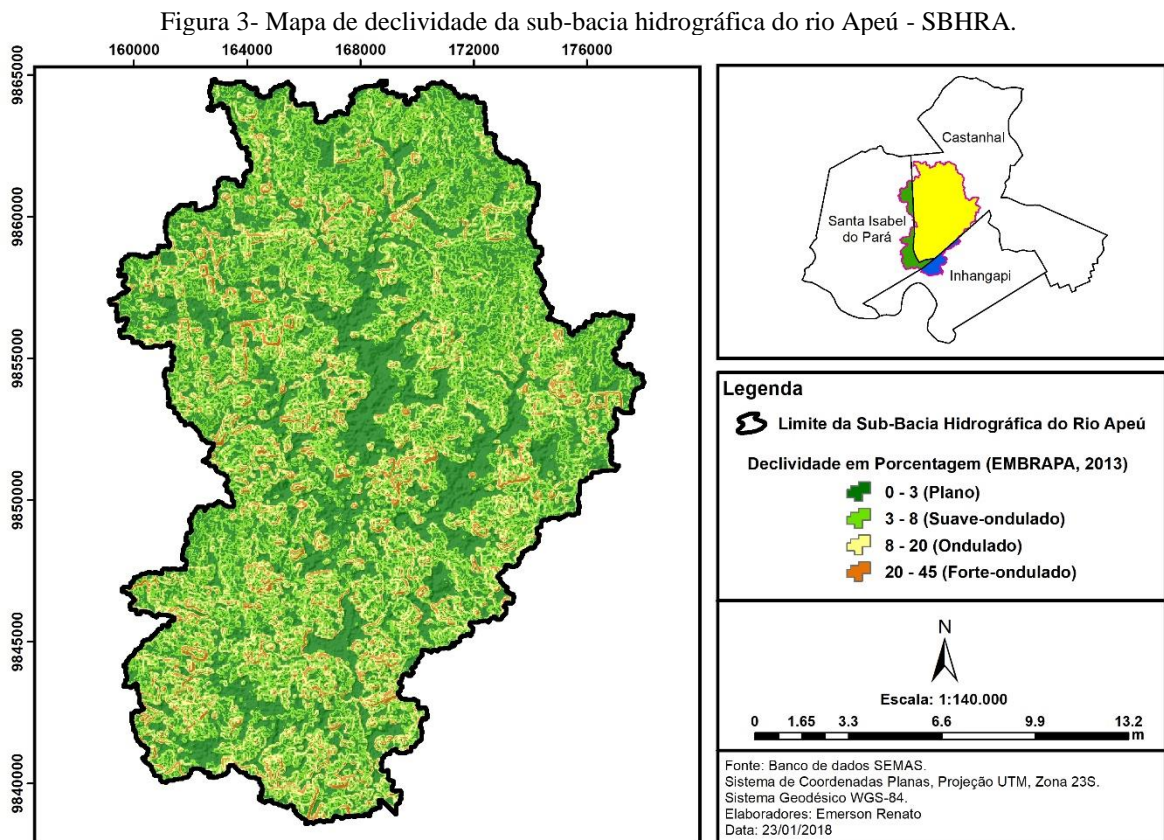 Figura 3- Mapa de declividade da sub-bacia hidrográfica do rio Apeú - SBHRA.
160000 164000 168000 172000 176000
9865000
9860000
9855000
9850000
9845000
9840000
Castanhal
Santa Isabel
do Pará
Inhangapi
Legenda
Limite da Sub-Bacia Hidrográfica do Rio Apeú
Declividade em Porcentagem (EMBRAPA, 2013)
0 - 3 (Plano)
3 - 8 (Suave-ondulado)
8 - 20 (Ondulado)
20 - 45 (Forte-ondulado)
N
Escala: 1:140.000
0 1.65 3.3 6.6 9.9 13.2
m
Fonte: Banco de dados SEMAS.
Sistema de Coordenadas Planas, Projeção UTM, Zona 23S.
Sistema Geodésico WGS-84.
Elaboradores: Emerson Renato
Data: 23/01/2018